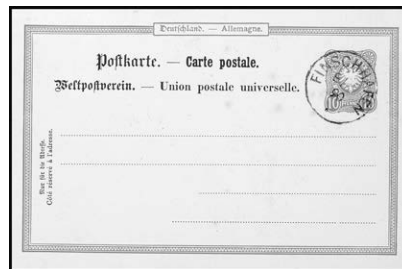 Deutschland. — Allemagne.
Postkarte. — Carte postale.
Weltpostverein. — Union postale universelle.
FINSCHHAFEN
10
Nur für die Adresse.
Côté réservé à l'adresse.